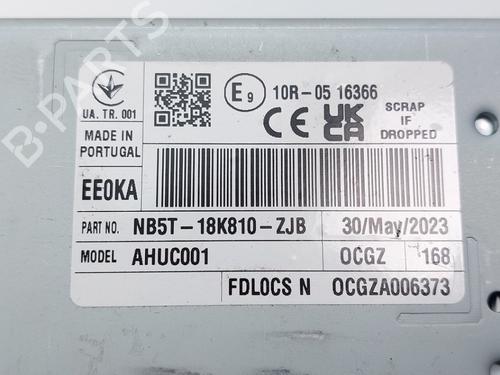 B-PARTS
UA. TR. 001
E9 10R-05 16366
CE UK CA
SCRAP
IF
DROPPED
MADE IN
PORTUGAL
EE0KA
PART NO. NB5T-18K810-ZJB 30/May/2023
MODEL AHUC001 OCGZ 168
FDLOCS N OCGZA006373